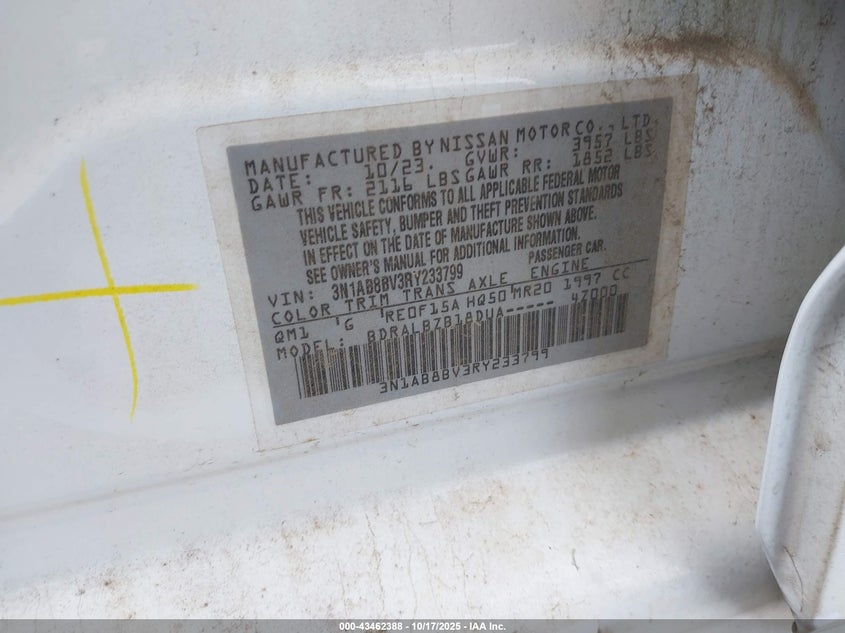 MANUFACTURED BY NISSAN MOTOR CO., LTD.
DATE: 10/23. GVWR: 3957 LBS
GAWR FR: 2116 LBS GAWR RR: 1852 LBS
THIS VEHICLE CONFORMS TO ALL APPLICABLE FEDERAL MOTOR
VEHICLE SAFETY, BUMPER AND THEFT PREVENTION STANDARDS
IN EFFECT ON THE DATE OF MANUFACTURE SHOWN ABOVE.
SEE OWNER'S MANUAL FOR ADDITIONAL INFORMATION.
VIN: 3N1AB8BV3RY233799 PASSENGER CAR.
COLOR TRIM TRANS AXLE ENGINE
QM1 'G 'RE0F15A HQ50'MR20 1997 CC
MODEL: BDRALBZB18DUA----- 47000
3N1AB8BV3RY233799
000-43462388 - 10/17/2025 - IAA Inc.